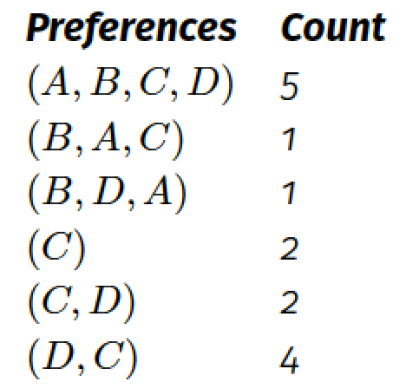 Preferences Count
(A, B, C, D) 5
(B, A, C) 1
(B, D, A) 1
(C) 2
(C, D) 2
(D, C) 4